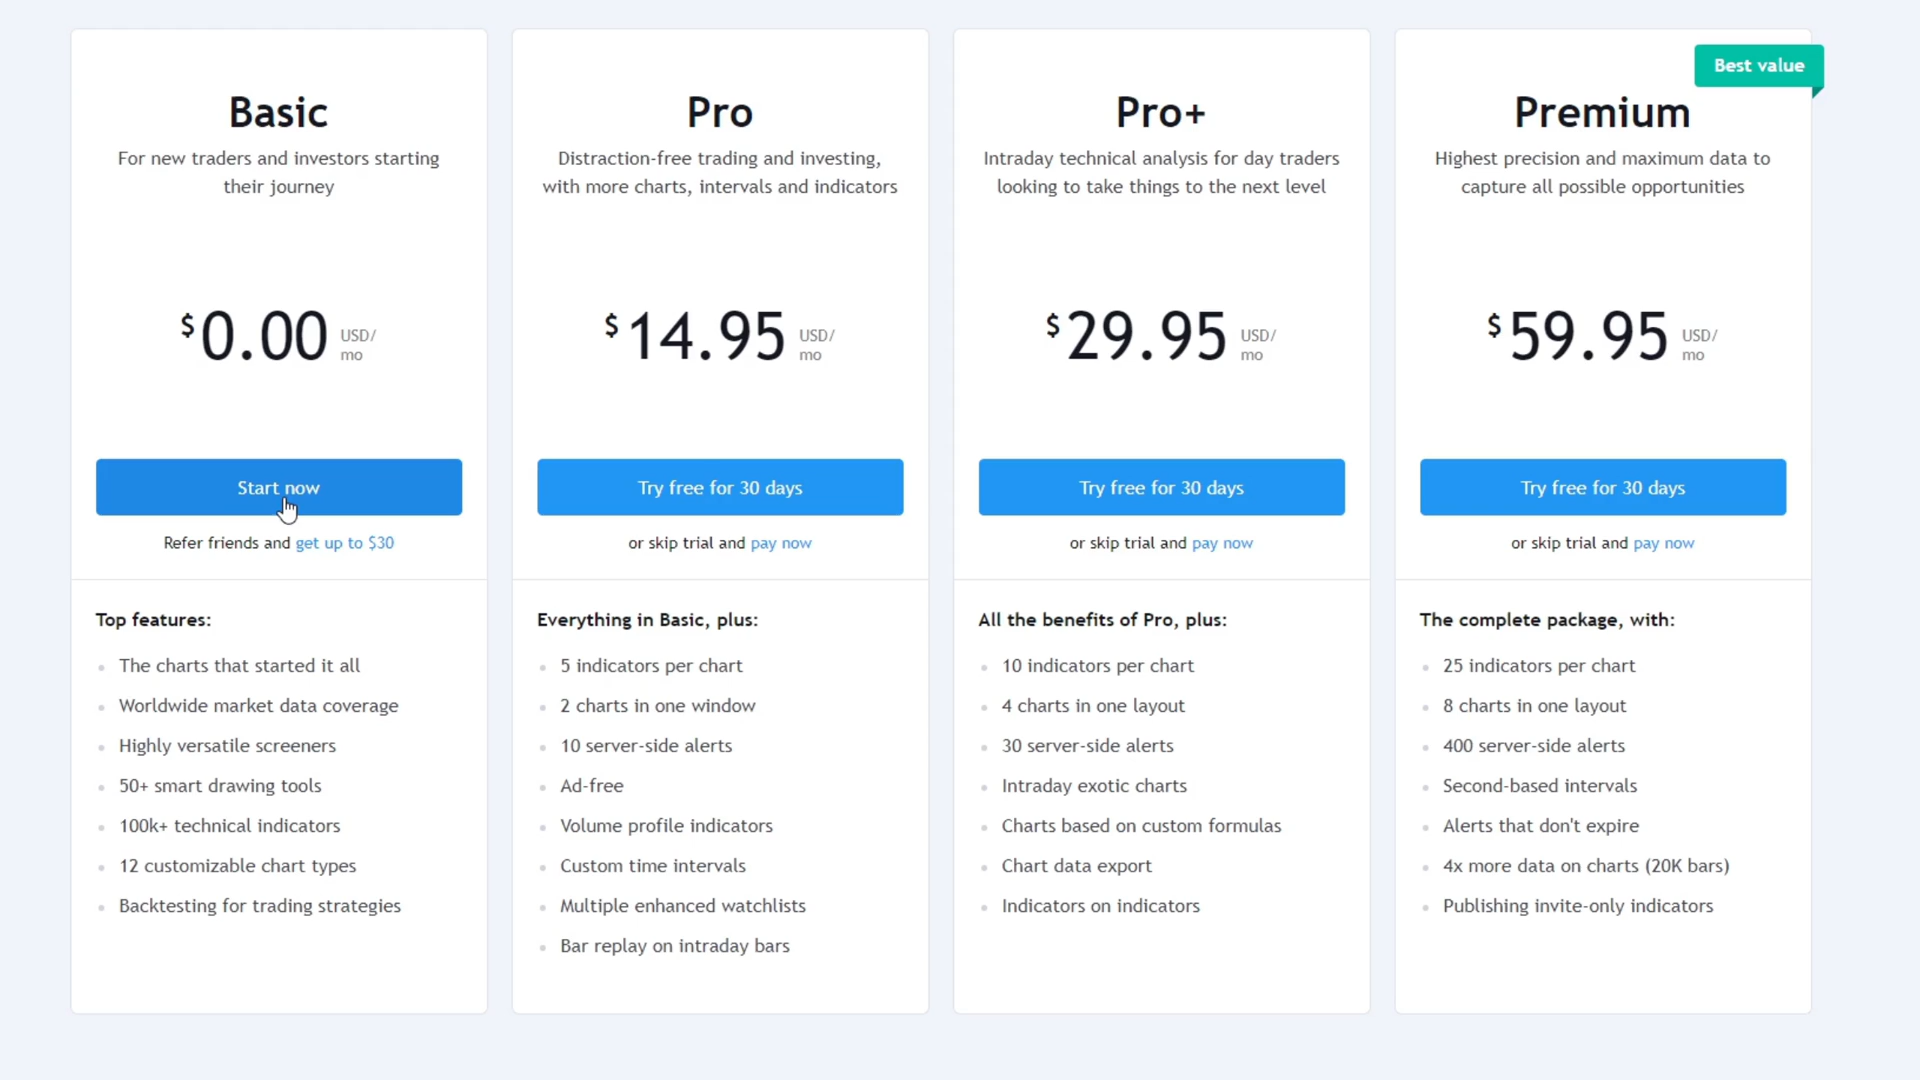 Basic
For new traders and investors starting
their journey
$0.00 USD/
mo
Start now
Refer friends and get up to $30
Top features:
The charts that started it all
Worldwide market data coverage
Highly versatile screeners
50+ smart drawing tools
100k+ technical indicators
12 customizable chart types
Backtesting for trading strategies
Pro
Distraction-free trading and investing,
with more charts, intervals and indicators
$14.95 USD/
mo
Try free for 30 days
or skip trial and pay now
Everything in Basic, plus:
5 indicators per chart
2 charts in one window
10 server-side alerts
Ad-free
Volume profile indicators
Custom time intervals
Multiple enhanced watchlists
Bar replay on intraday bars
Pro+
Intraday technical analysis for day traders
looking to take things to the next level
$29.95 USD/
mo
Try free for 30 days
or skip trial and pay now
All the benefits of Pro, plus:
10 indicators per chart
4 charts in one layout
30 server-side alerts
Intraday exotic charts
Charts based on custom formulas
Chart data export
Indicators on indicators
Best value
Premium
Highest precision and maximum data to
capture all possible opportunities
$59.95 USD/
mo
Try free for 30 days
or skip trial and pay now
The complete package, with:
25 indicators per chart
8 charts in one layout
400 server-side alerts
Second-based intervals
Alerts that don't expire
4x more data on charts (20K bars)
Publishing invite-only indicators